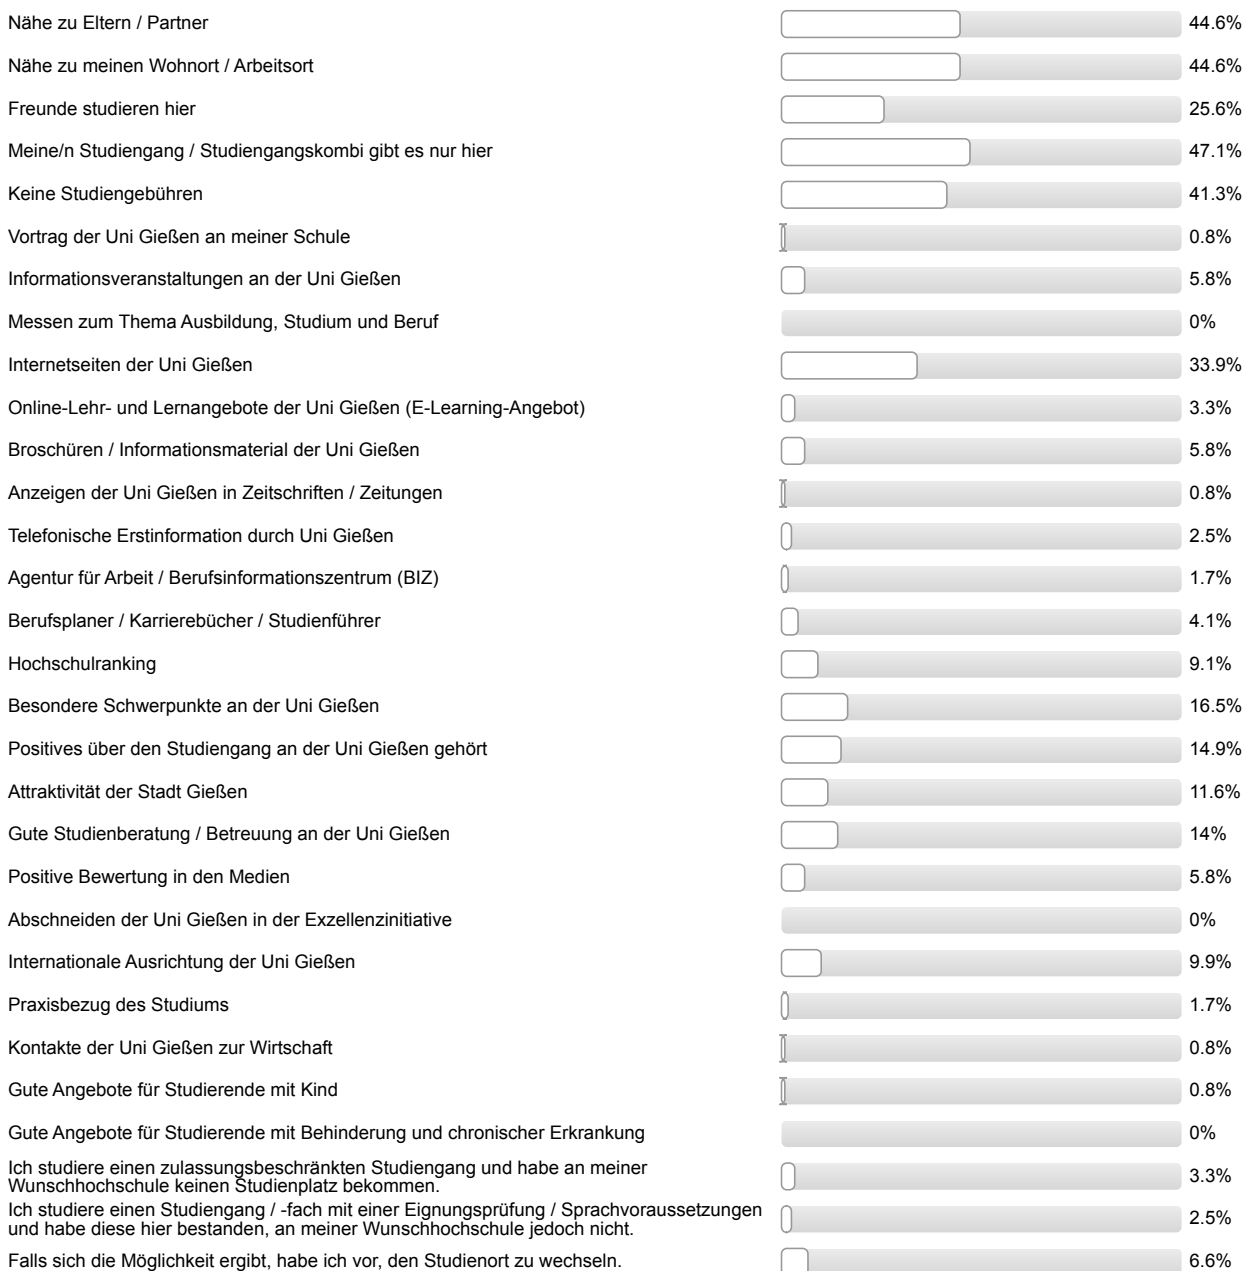 Nähe zu Eltern / Partner 44.6%
Nähe zu meinen Wohnort / Arbeitsort 44.6%
Freunde studieren hier 25.6%
Meine/n Studiengang / Studiengangskombi gibt es nur hier 47.1%
Keine Studiengebühren 41.3%
Vortrag der Uni Gießen an meiner Schule 0.8%
Informationsveranstaltungen an der Uni Gießen 5.8%
Messen zum Thema Ausbildung, Studium und Beruf 0%
Internetseiten der Uni Gießen 33.9%
Online-Lehr- und Lernangebote der Uni Gießen (E-Learning-Angebot) 3.3%
Broschüren / Informationsmaterial der Uni Gießen 5.8%
Anzeigen der Uni Gießen in Zeitschriften / Zeitungen 0.8%
Telefonische Erstinformation durch Uni Gießen 2.5%
Agentur für Arbeit / Berufsinformationszentrum (BIZ) 1.7%
Berufsplaner / Karrierebücher / Studienführer 4.1%
Hochschulranking 9.1%
Besondere Schwerpunkte an der Uni Gießen 16.5%
Positives über den Studiengang an der Uni Gießen gehört 14.9%
Attraktivität der Stadt Gießen 11.6%
Gute Studienberatung / Betreuung an der Uni Gießen 14%
Positive Bewertung in den Medien 5.8%
Abschneiden der Uni Gießen in der Exzellenzinitiative 0%
Internationale Ausrichtung der Uni Gießen 9.9%
Praxisbezug des Studiums 1.7%
Kontakte der Uni Gießen zur Wirtschaft 0.8%
Gute Angebote für Studierende mit Kind 0.8%
Gute Angebote für Studierende mit Behinderung und chronischer Erkrankung 0%
Ich studiere einen zulassungsbeschränkten Studiengang und habe an meiner
Wunschhochschule keinen Studienplatz bekommen. 3.3%
Ich studiere einen Studiengang / -fach mit einer Eignungsprüfung / Sprachvoraussetzungen
und habe diese hier bestanden, an meiner Wunschhochschule jedoch nicht. 2.5%
Falls sich die Möglichkeit ergibt, habe ich vor, den Studienort zu wechseln. 6.6%